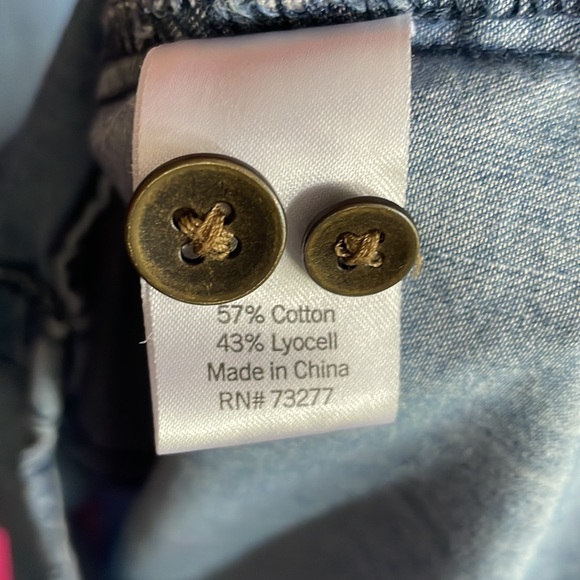 57% Cotton
43% Lyocell
Made in China
RN# 73277